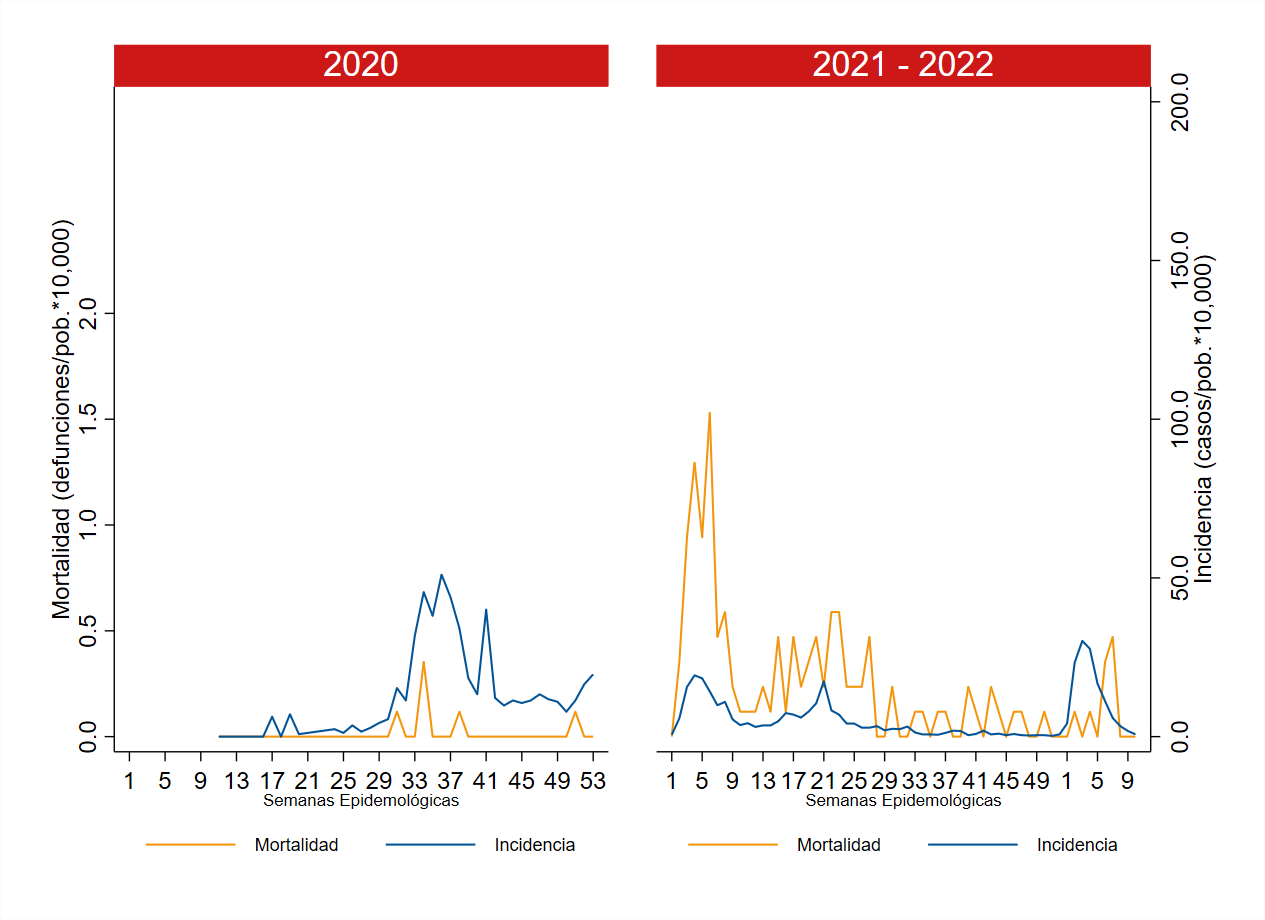 2020
2021 - 2022
Mortalidad (defunciones/pob.*10,000)
2.0
1.5
1.0
0.5
0.0
200.0
150.0
100.0
50.0
0.0
Incidencia (casos/pob.*10,000)
1 5 9 13 17 21 25 29 33 37 41 45 49 53
1 5 9 13 17 21 25 29 33 37 41 45 49 1 5 9
Semanas Epidemológicas
Semanas Epidemológicas
Mortalidad Incidencia
Mortalidad Incidencia